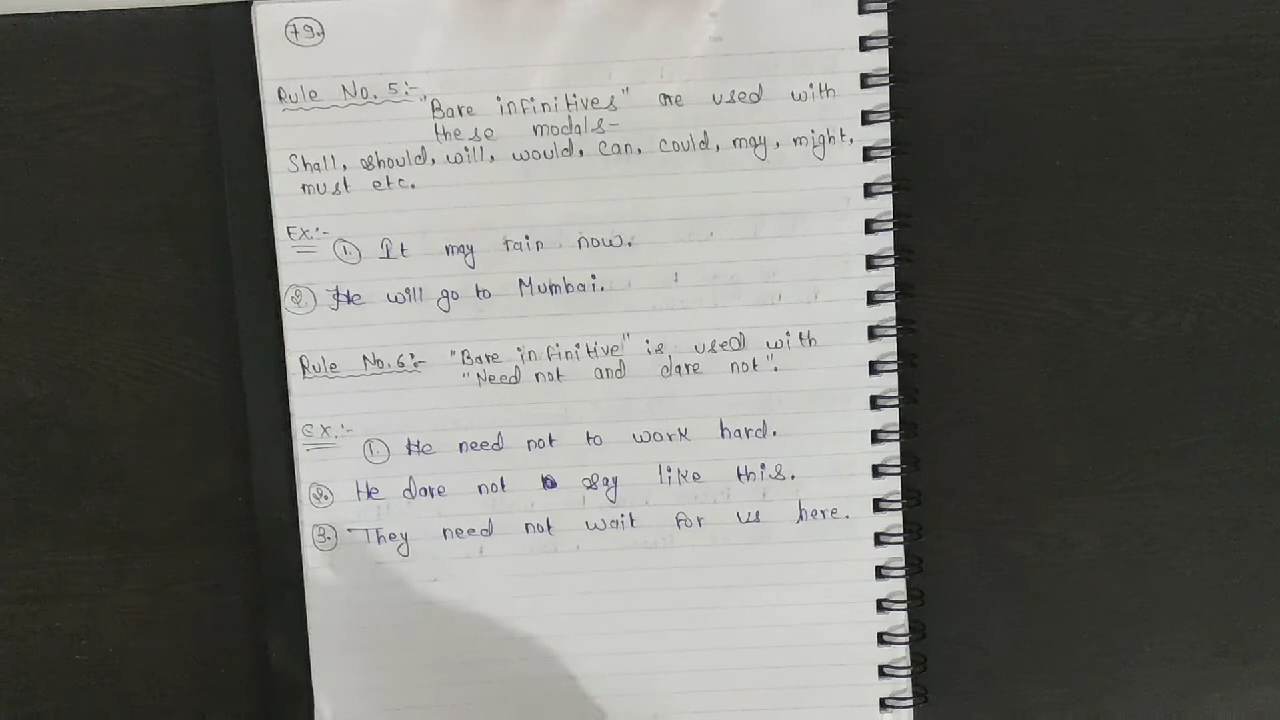 79.
Rule No. 5:-
"Bare infinitives" are used with
these modals-
Shall, should, will, would, can, could, may, might,
must etc.
EX:-
1. It may rain now.
2. He will go to Mumbai.
Rule No. 6:- "Bare infinitive" is used with
"Need not and dare not".
EX.:-
1. He need not to work hard.
2. He dare not say like this.
3. They need not wait for us here.